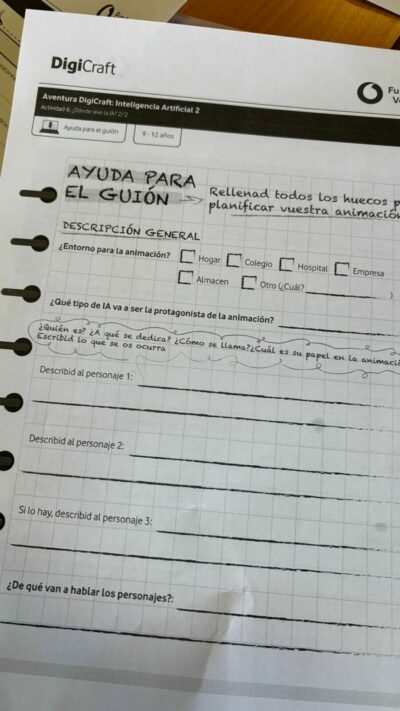 DigiCraft
Aventura DigiCraft: Inteligencia Artificial 2
Actividad 6: ¿Dónde vive la IA? 2/2
Ayuda para el guión
9 - 12 años
AYUDA PARA
EL GUIÓN
Rellenad todos los huecos p
planificar vuestra animación
DESCRIPCIÓN GENERAL
¿Entorno para la animación?
Hogar
Colegio
Hospital
Empresa
Almacen
Otro (¿Cuál?
)
¿Qué tipo de IA va a ser la protagonista de la animación?
¿Quién es? ¿A qué se dedica? ¿Cómo se llama? ¿Cuál es su papel en la animaci
Escribid lo que se os ocurra
Describid al personaje 1:
Describid al personaje 2:
Si lo hay, describid al personaje 3:
¿De qué van a hablar los personajes?: